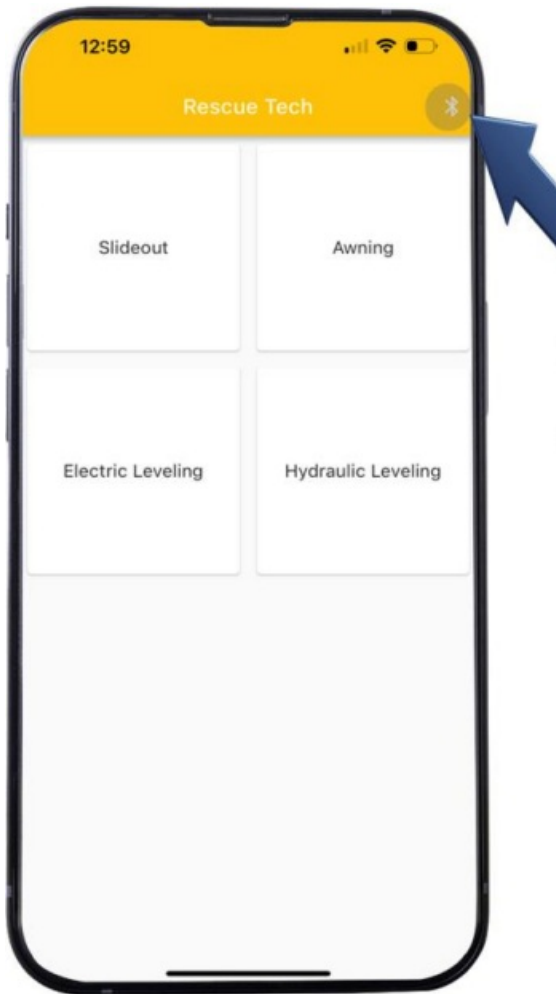 12:59
Rescue Tech
Slideout
Awning
Electric Leveling
Hydraulic Leveling